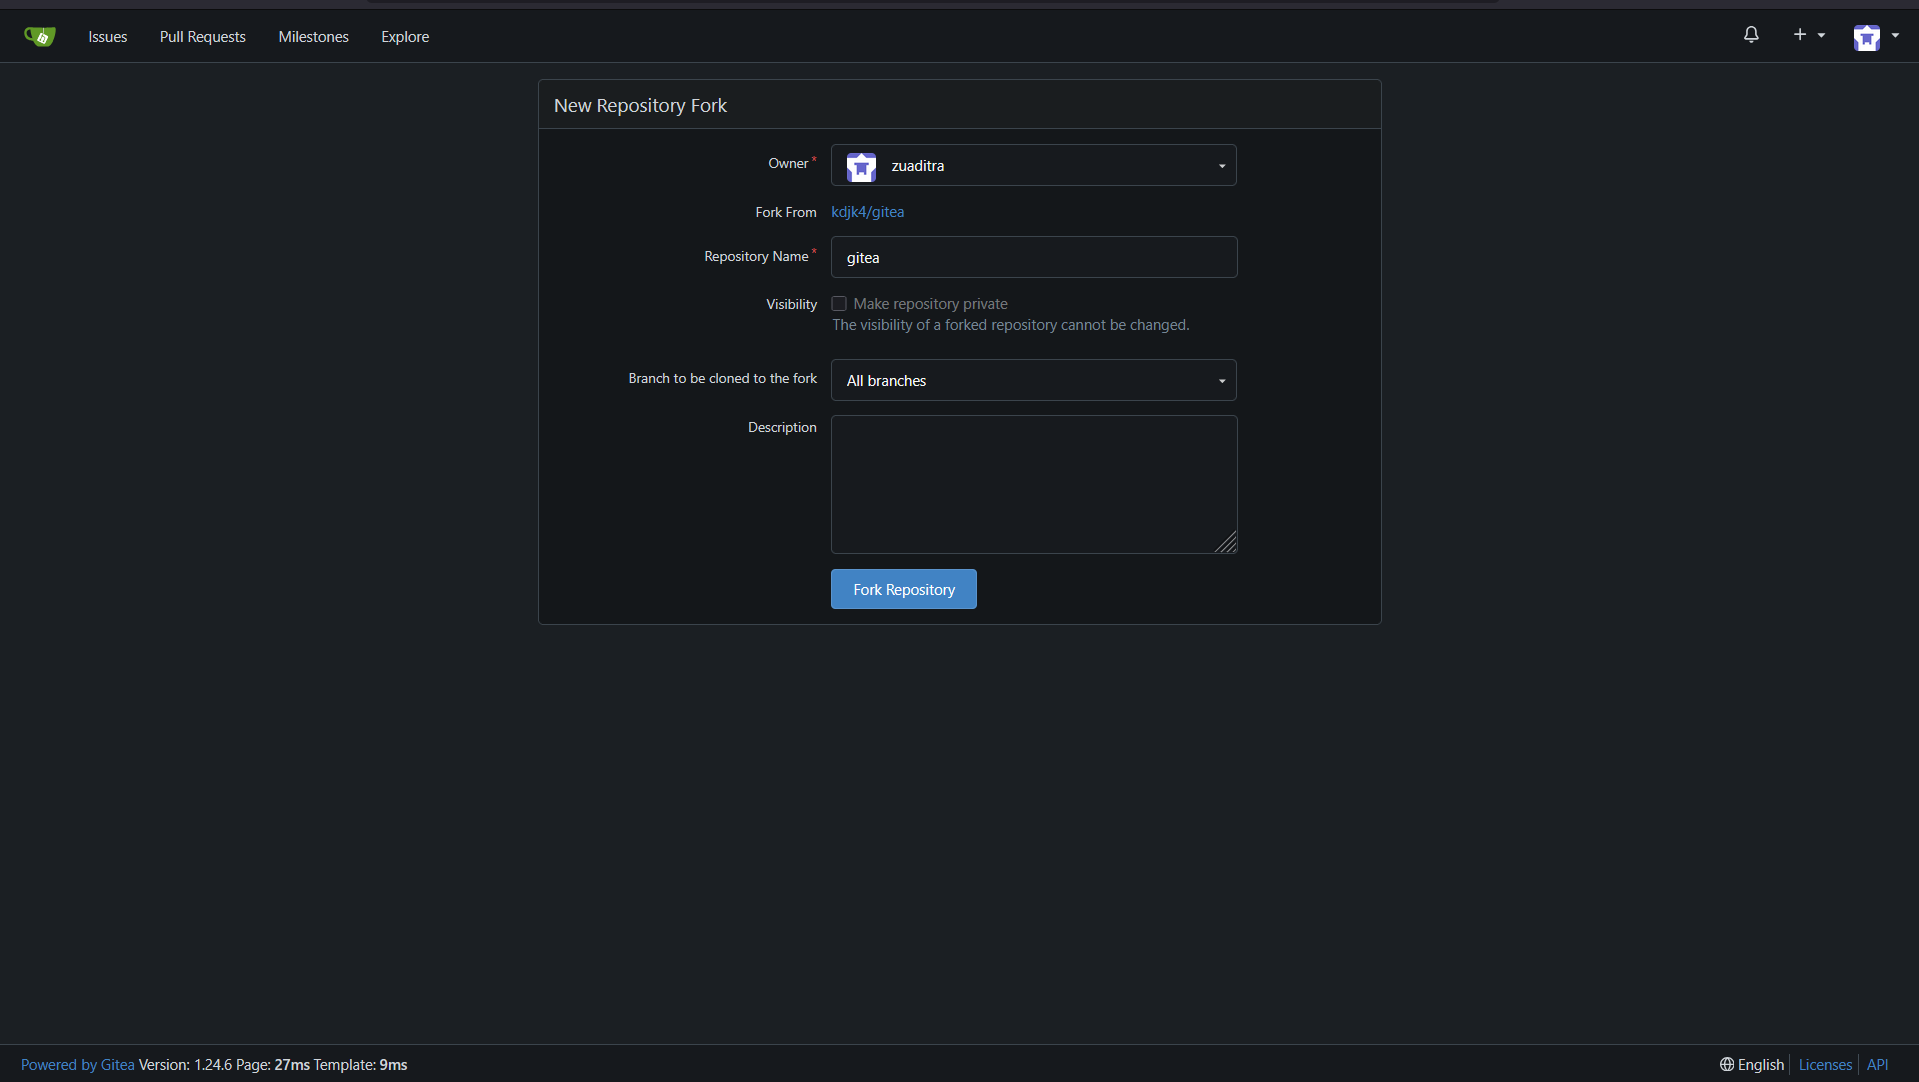 Issues Pull Requests Milestones Explore
New Repository Fork
Owner* zuaditra
Fork From kdjk4/gitea
Repository Name* gitea
Visibility Make repository private
The visibility of a forked repository cannot be changed.
Branch to be cloned to the fork All branches
Description
Fork Repository
Powered by Gitea Version: 1.24.6 Page: 27ms Template: 9ms English Licenses API